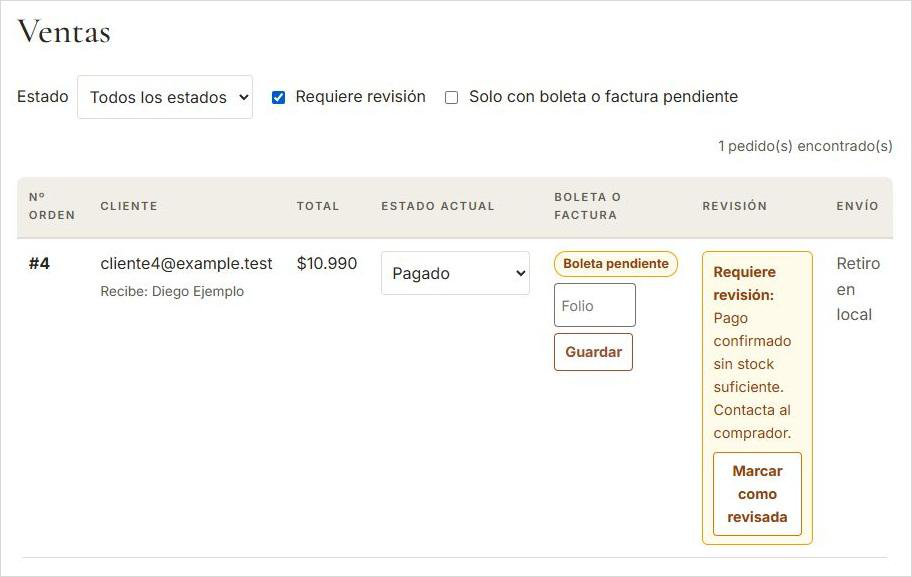 Ventas
Estado Todos los estados Requiere revisión Solo con boleta o factura pendiente
1 pedido(s) encontrado(s)
Nº ORDEN CLIENTE TOTAL ESTADO ACTUAL BOLETA O FACTURA REVISIÓN ENVÍO
#4
cliente4@example.test
Recibe: Diego Ejemplo
$10.990
Pagado
Boleta pendiente
Folio
Guardar
Requiere
revisión:
Pago
confirmado
sin stock
suficiente.
Contacta al
comprador.
Marcar
como
revisada
Retiro
en
local